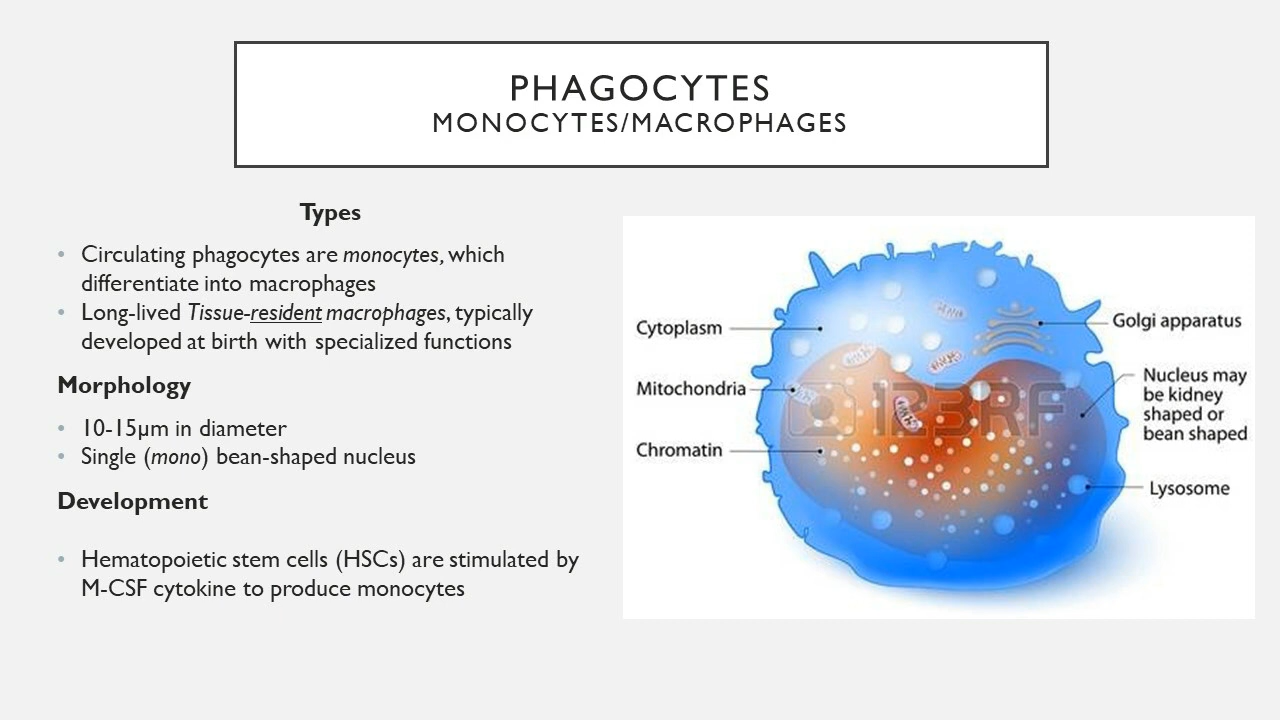 PHAGOCYTES
MONOCYTES/MACROPHAGES
Types
• Circulating phagocytes are monocytes, which
differentiate into macrophages
• Long-lived Tissue-resident macrophages, typically
developed at birth with specialized functions
Morphology
• 10-15µm in diameter
• Single (mono) bean-shaped nucleus
Development
• Hematopoietic stem cells (HSCs) are stimulated by
M-CSF cytokine to produce monocytes
Cytoplasm
Mitochondria
Chromatin
Golgi apparatus
Nucleus may
be kidney
shaped or
bean shaped
Lysosome
123RF